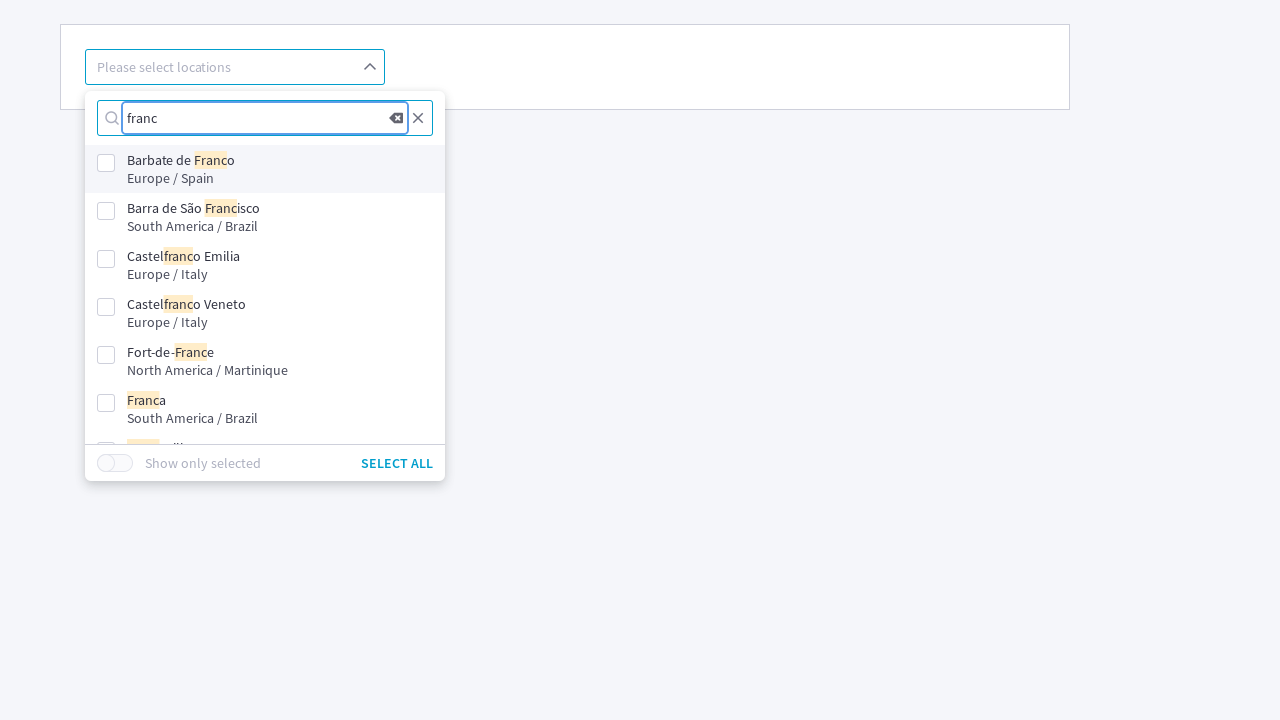 Please select locations
franc
Barbate de Franco
Europe / Spain
Barra de São Francisco
South America / Brazil
Castelfranco Emilia
Europe / Italy
Castelfranco Veneto
Europe / Italy
Fort-de-France
North America / Martinique
Franca
South America / Brazil
Show only selected
SELECT ALL